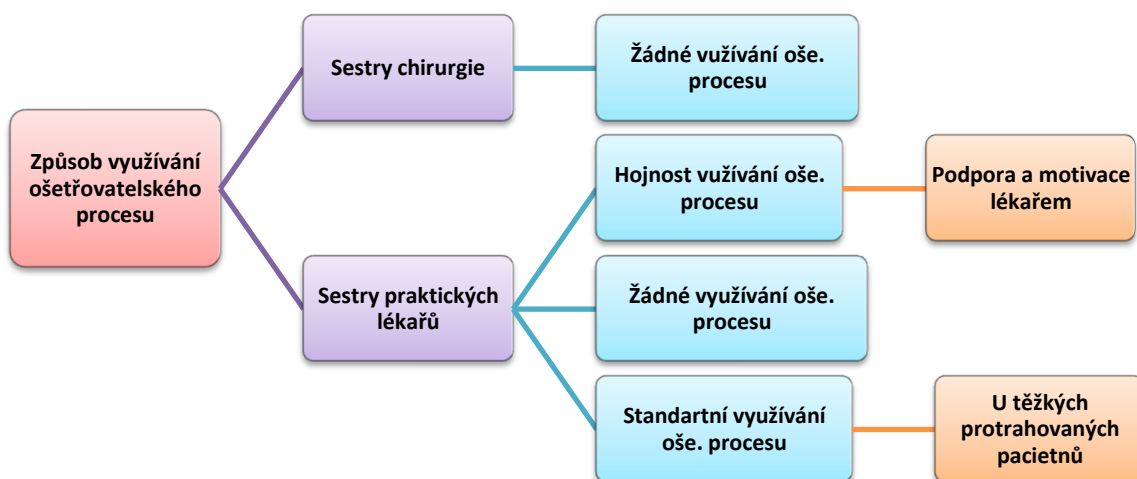 Způsob využívání
ošetřovatelského
procesu
Sestry chirurgie
Žádné vužívání oše.
procesu
Sestry praktických
lékařů
Hojnost vužívání oše.
procesu
Podpora a motivace
lékařem
Žádné využívání oše.
procesu
Standartní využívání
oše. procesu
U těžkých
protrahovaných
pacietnů